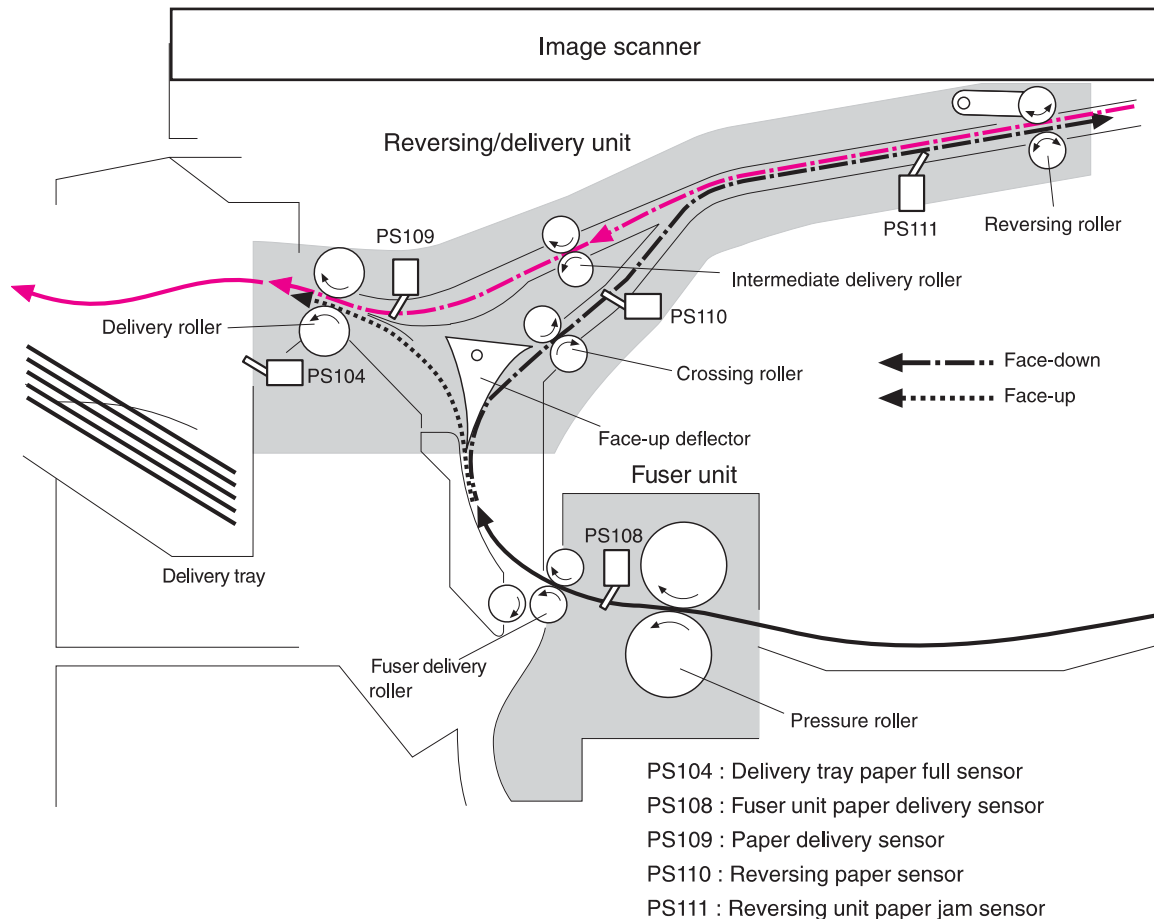 Image scanner
Reversing/delivery unit
PS109
PS111
Reversing roller
Intermediate delivery roller
Delivery roller
PS110
PS104
Crossing roller
Face-down
Face-up
Face-up deflector
Fuser unit
PS108
Delivery tray
Fuser delivery
roller
Pressure roller
PS104 : Delivery tray paper full sensor
PS108 : Fuser unit paper delivery sensor
PS109 : Paper delivery sensor
PS110 : Reversing paper sensor
PS111 : Reversing unit paper jam sensor